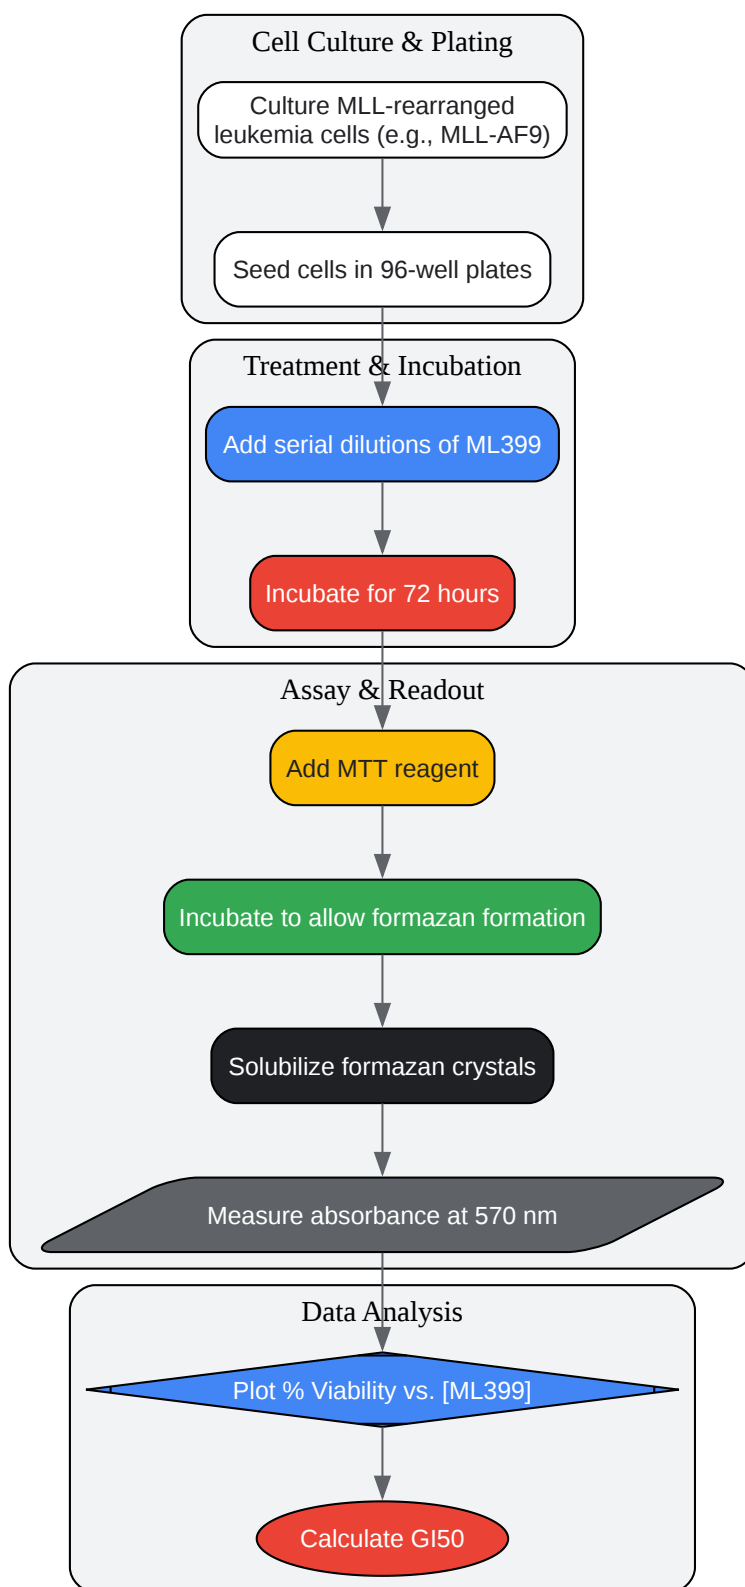 Cell Culture & Plating
Culture MLL-rearranged
leukemia cells (e.g., MLL-AF9)
Seed cells in 96-well plates
Treatment & Incubation
Add serial dilutions of ML399
Incubate for 72 hours
Assay & Readout
Add MTT reagent
Incubate to allow formazan formation
Solubilize formazan crystals
Measure absorbance at 570 nm
Data Analysis
Plot % Viability vs. [ML399]
Calculate GI50